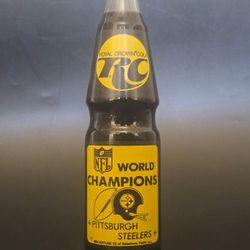 ROYAL CROWN COLA
RC
NFL
WORLD
CHAMPIONS
PITTSBURGH
STEELERS